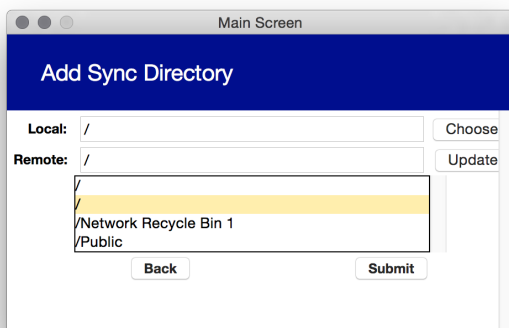 Main Screen
Add Sync Directory
Local: / Choose
Remote: / Update
/
/
/Network Recycle Bin 1
/Public
Back Submit